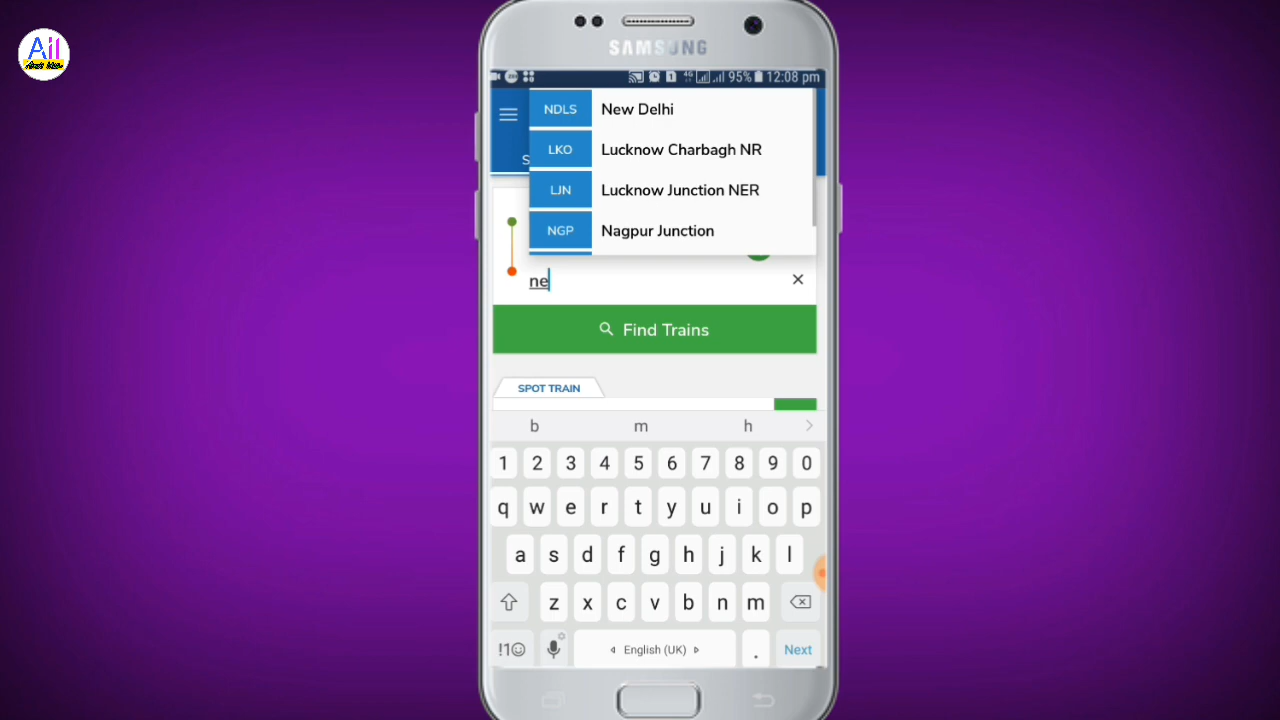 Ail
SAMSUNG
4G 95% 12:08 pm
NDLS New Delhi
LKO Lucknow Charbagh NR
S
LJN Lucknow Junction NER
NGP Nagpur Junction
ne
Find Trains
SPOT TRAIN
b m h
1 2 3 4 5 6 7 8 9 0
q w e r t y u i o p
a s d f g h j k l
z x c v b n m
!1☺ English (UK) . Next